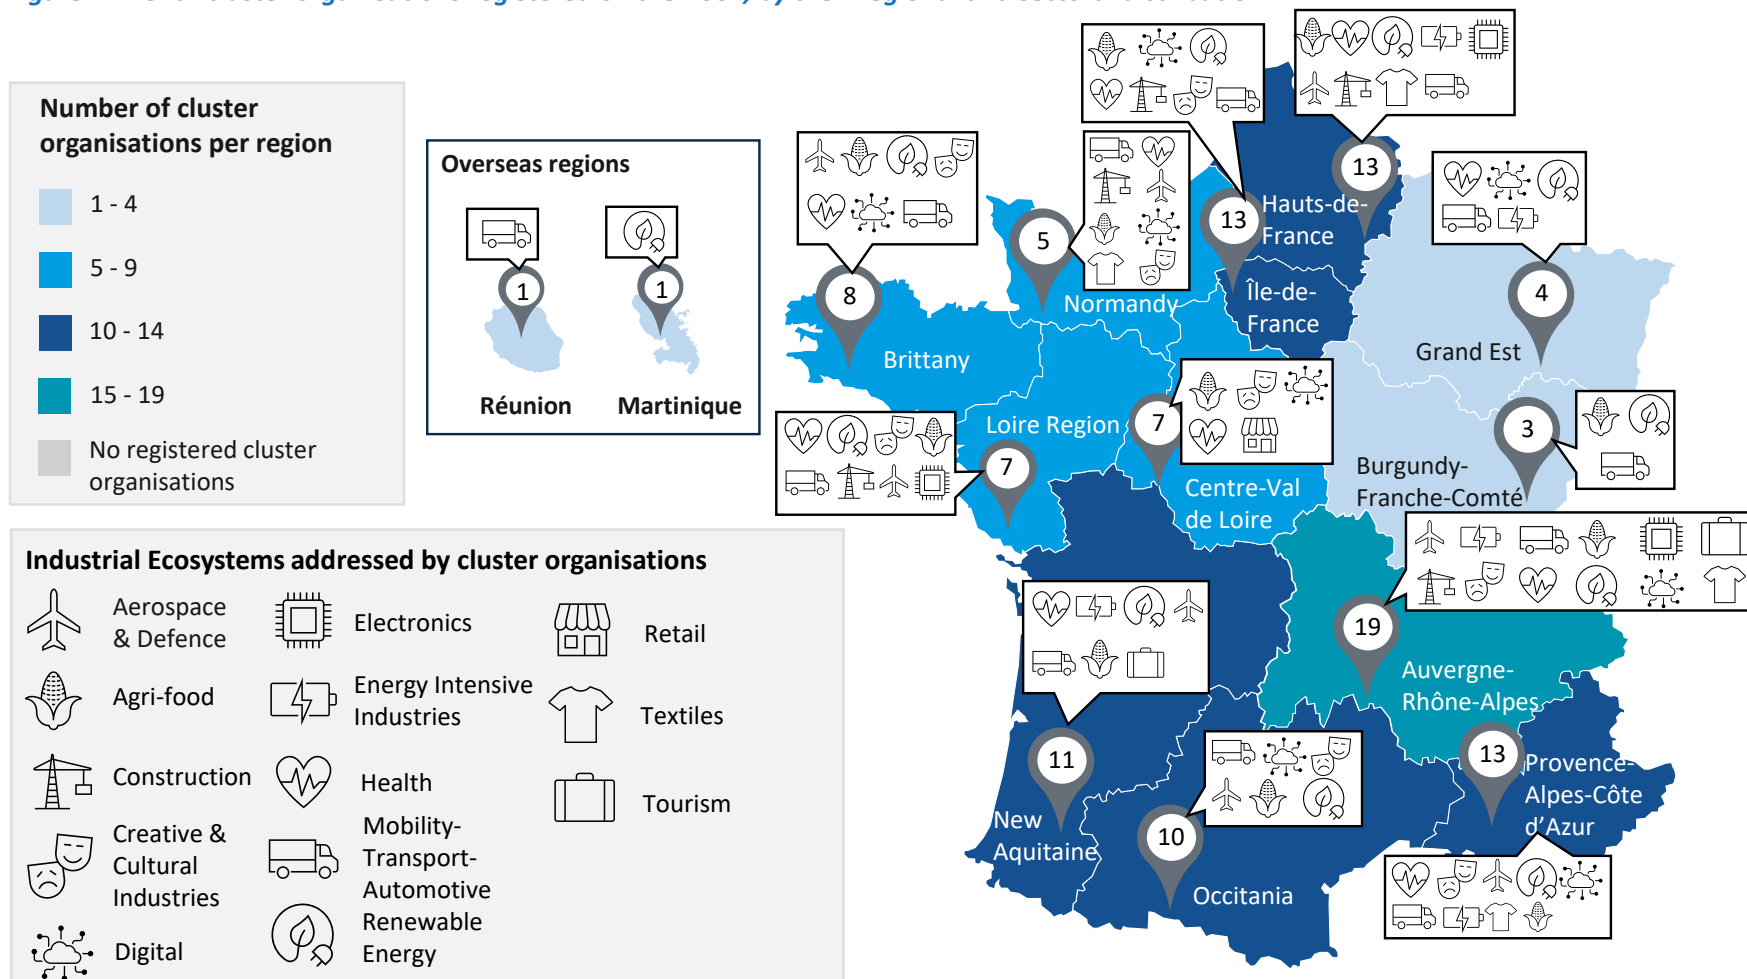 Number of cluster
organisations per region
1 - 4
5 - 9
10 - 14
15 - 19
No registered cluster
organisations
Overseas regions
1
1
Réunion
Martinique
Industrial Ecosystems addressed by cluster organisations
Aerospace
& Defence
Agri-food
Construction
Creative &
Cultural
Industries
Digital
Electronics
Energy Intensive
Industries
Health
Mobility-
Transport-
Automotive
Renewable
Energy
Retail
Textiles
Tourism
13
Hauts-de-
France
13
Île-de-
France
5
Normandy
8
Brittany
4
Grand Est
7
Loire Region
7
Centre-Val
de Loire
3
Burgundy-
Franche-Comté
19
Auvergne-
Rhône-Alpes
11
New
Aquitaine
10
Occitania
13
Provence-
Alpes-Côte
d'Azur